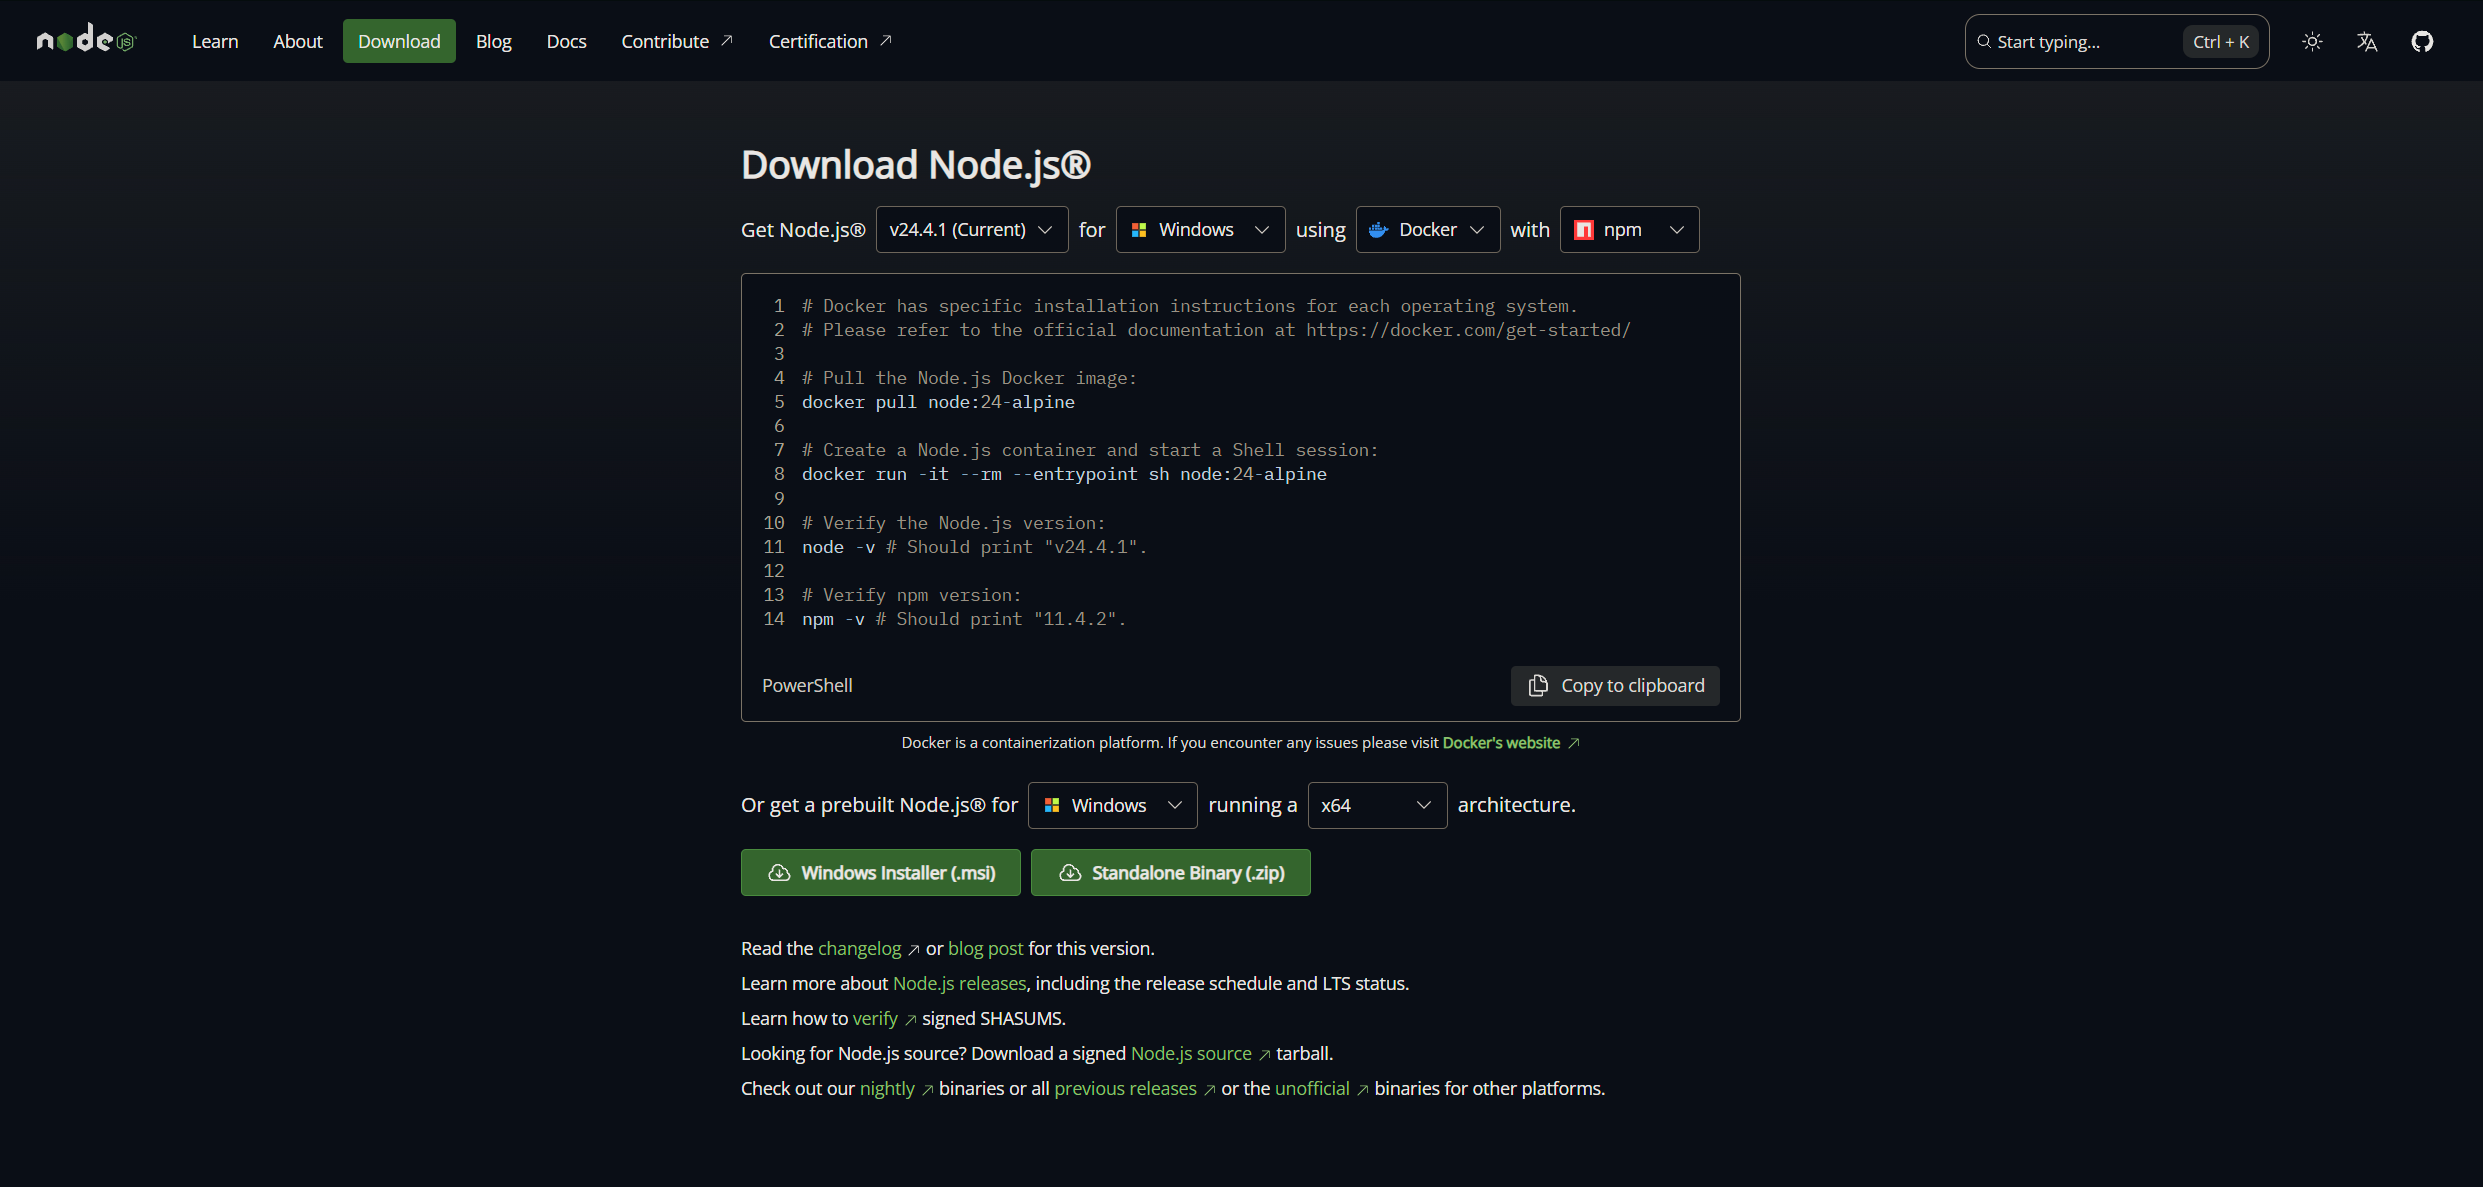 node JS
Learn About Download Blog Docs Contribute Certification Start typing... Ctrl + K
Download Node.js®
Get Node.js® v24.4.1 (Current) for Windows using Docker with npm
1 # Docker has specific installation instructions for each operating system.
2 # Please refer to the official documentation at https://docker.com/get-started/
3
4 # Pull the Node.js Docker image:
5 docker pull node:24-alpine
6
7 # Create a Node.js container and start a Shell session:
8 docker run -it --rm --entrypoint sh node:24-alpine
9
10 # Verify the Node.js version:
11 node -v # Should print "v24.4.1".
12
13 # Verify npm version:
14 npm -v # Should print "11.4.2".
PowerShell Copy to clipboard
Docker is a containerization platform. If you encounter any issues please visit Docker's website
Or get a prebuilt Node.js® for Windows running a x64 architecture.
Windows Installer (.msi) Standalone Binary (.zip)
Read the changelog or blog post for this version.
Learn more about Node.js releases, including the release schedule and LTS status.
Learn how to verify signed SHASUMS.
Looking for Node.js source? Download a signed Node.js source tarball.
Check out our nightly binaries or all previous releases or the unofficial binaries for other platforms.